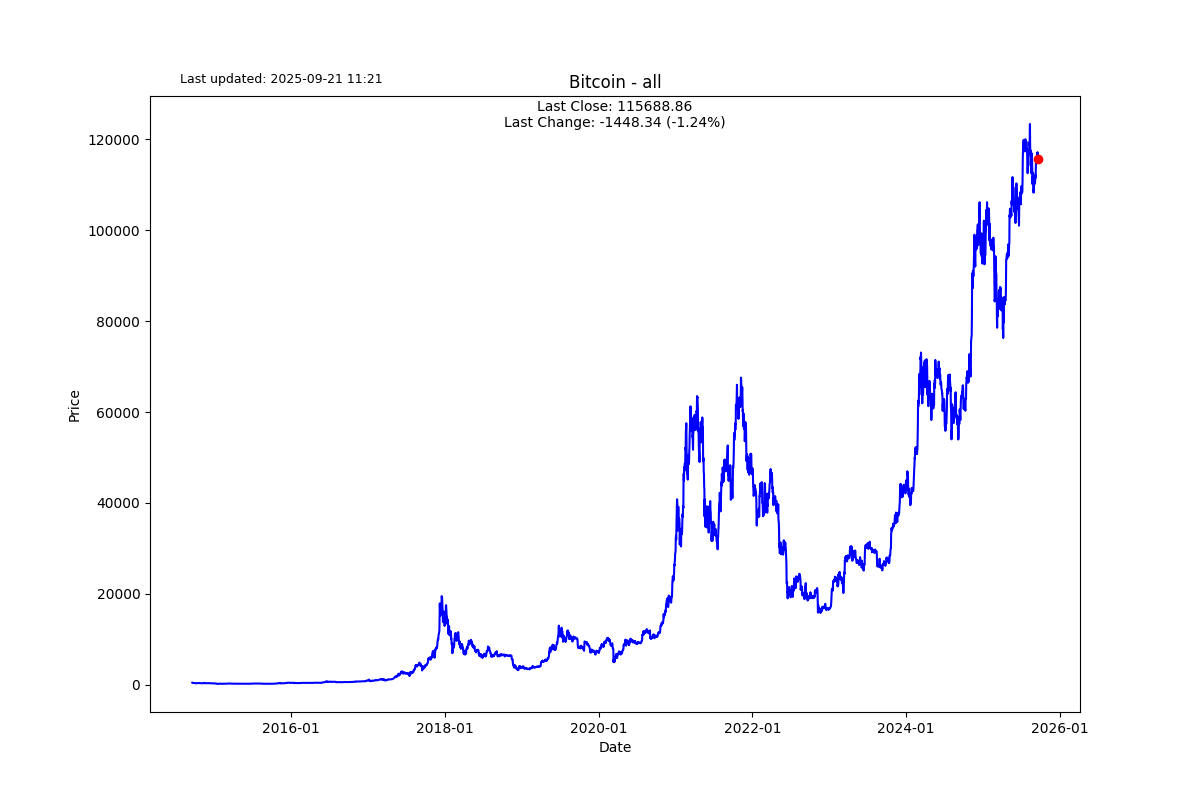 Last updated: 2025-09-21 11:21
Bitcoin - all
Last Close: 115688.86
Last Change: -1448.34 (-1.24%)
120000
100000
80000
60000
40000
20000
0
Price
2016-01 2018-01 2020-01 2022-01 2024-01 2026-01
Date